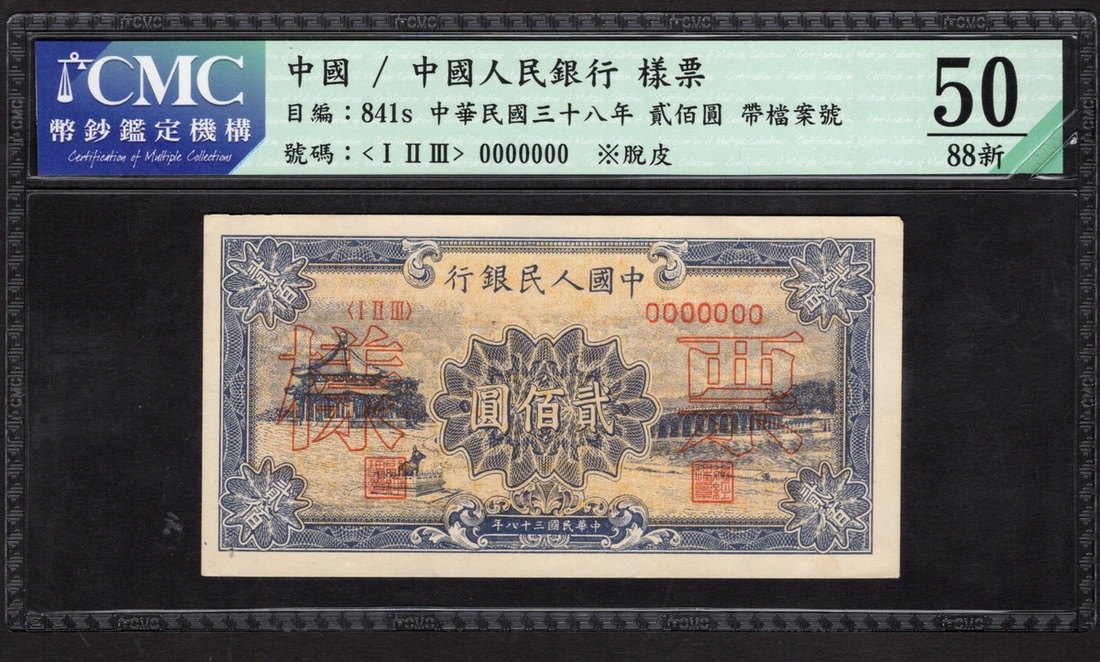 CMC
幣鈔鑑定機構
Certification of Multiple Collections
中國 / 中國人民銀行 樣票
目編：841s 中華民國三十八年 貳佰圓 帶檔案號
號碼：<Ⅰ Ⅱ Ⅲ> 0000000 ※脫皮
50
88新
行銀民人國中
〈Ⅰ Ⅱ Ⅲ〉
0000000
樣
票
圓佰貳
年八十三國民華中